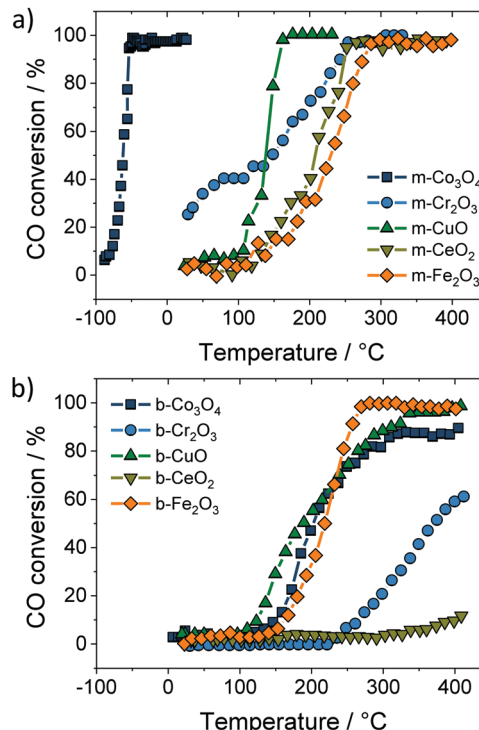 a)
100
80
60
40
20
0
CO conversion / %
m-Co₃O₄
m-Cr₂O₃
m-CuO
m-CeO₂
m-Fe₂O₃
-100 0 100 200 300 400
Temperature / °C
b)
100
80
60
40
20
0
CO conversion / %
b-Co₃O₄
b-Cr₂O₃
b-CuO
b-CeO₂
b-Fe₂O₃
-100 0 100 200 300 400
Temperature / °C